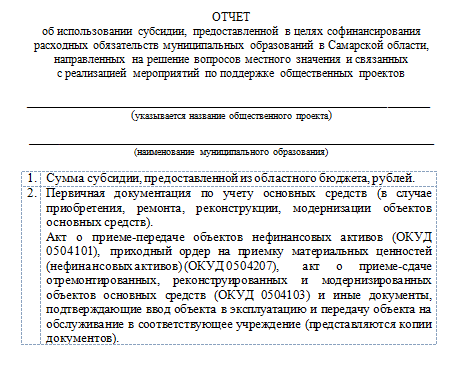 ОТЧЕТ
об использовании субсидии, предоставленной в целях софинансирования
расходных обязательств муниципальных образований в Самарской области,
направленных на решение вопросов местного значения и связанных
с реализацией мероприятий по поддержке общественных проектов
(указывается название общественного проекта)
(наименование муниципального образования)
1. Сумма субсидии, предоставленной из областного бюджета, рублей.
2. Первичная документация по учету основных средств (в случае
приобретения, ремонта, реконструкции, модернизации объектов
основных средств).
Акт о приеме-передаче объектов нефинансовых активов (ОКУД
0504101), приходный ордер на приемку материальных ценностей
(нефинансовых активов) (ОКУД 0504207), акт о приеме-сдаче
отремонтированных, реконструированных и модернизированных
объектов основных средств (ОКУД 0504103) и иные документы,
подтверждающие ввод объекта в эксплуатацию и передачу объекта на
обслуживание в соответствующее учреждение (представляются копии
документов).